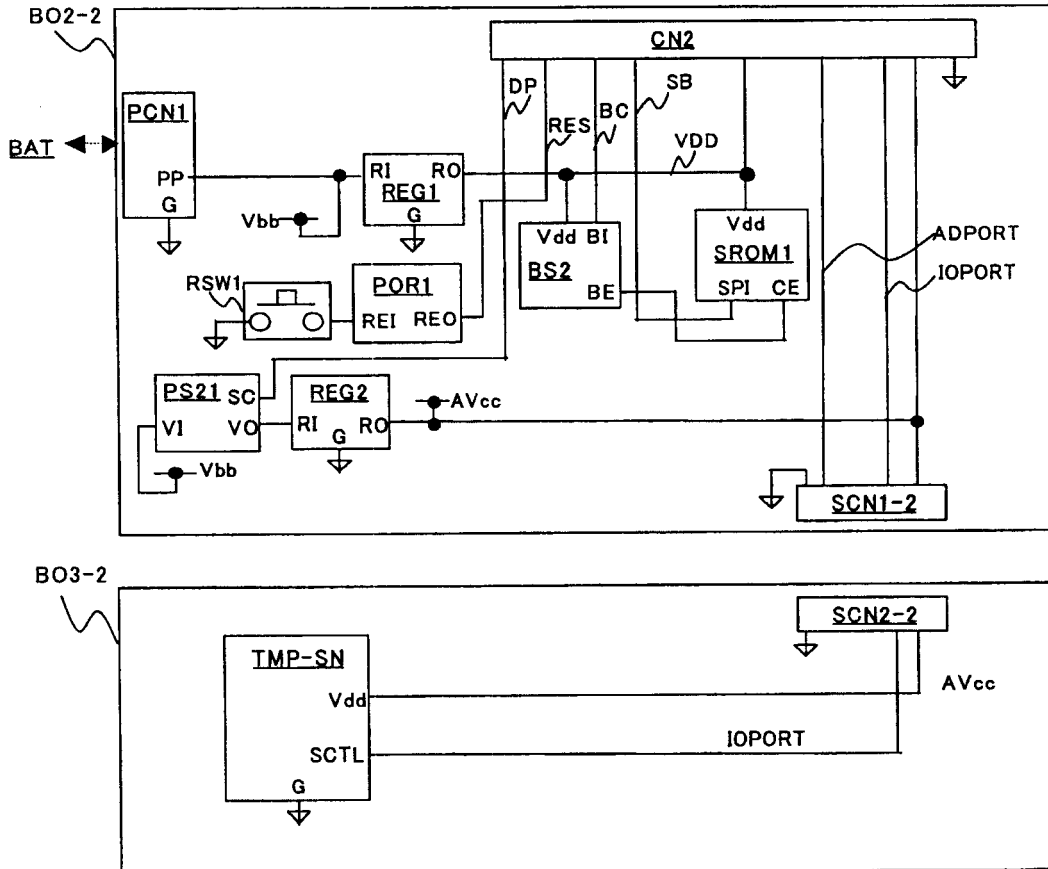 BO2-2
CN2
DP
RES
BC
SB
PCN1
BAT
PP
G
Vbb
RI RO
REG1
G
VDD
Vdd BI
BS2
BE
Vdd
SROM1
SPI CE
ADPORT
IOPORT
RSW1
POR1
REI REO
PS21
SC
VI VO
Vbb
REG2
RI RO
G
AVcc
SCN1-2
BO3-2
SCN2-2
TMP-SN
Vdd
AVcc
SCTL
IOPORT
G